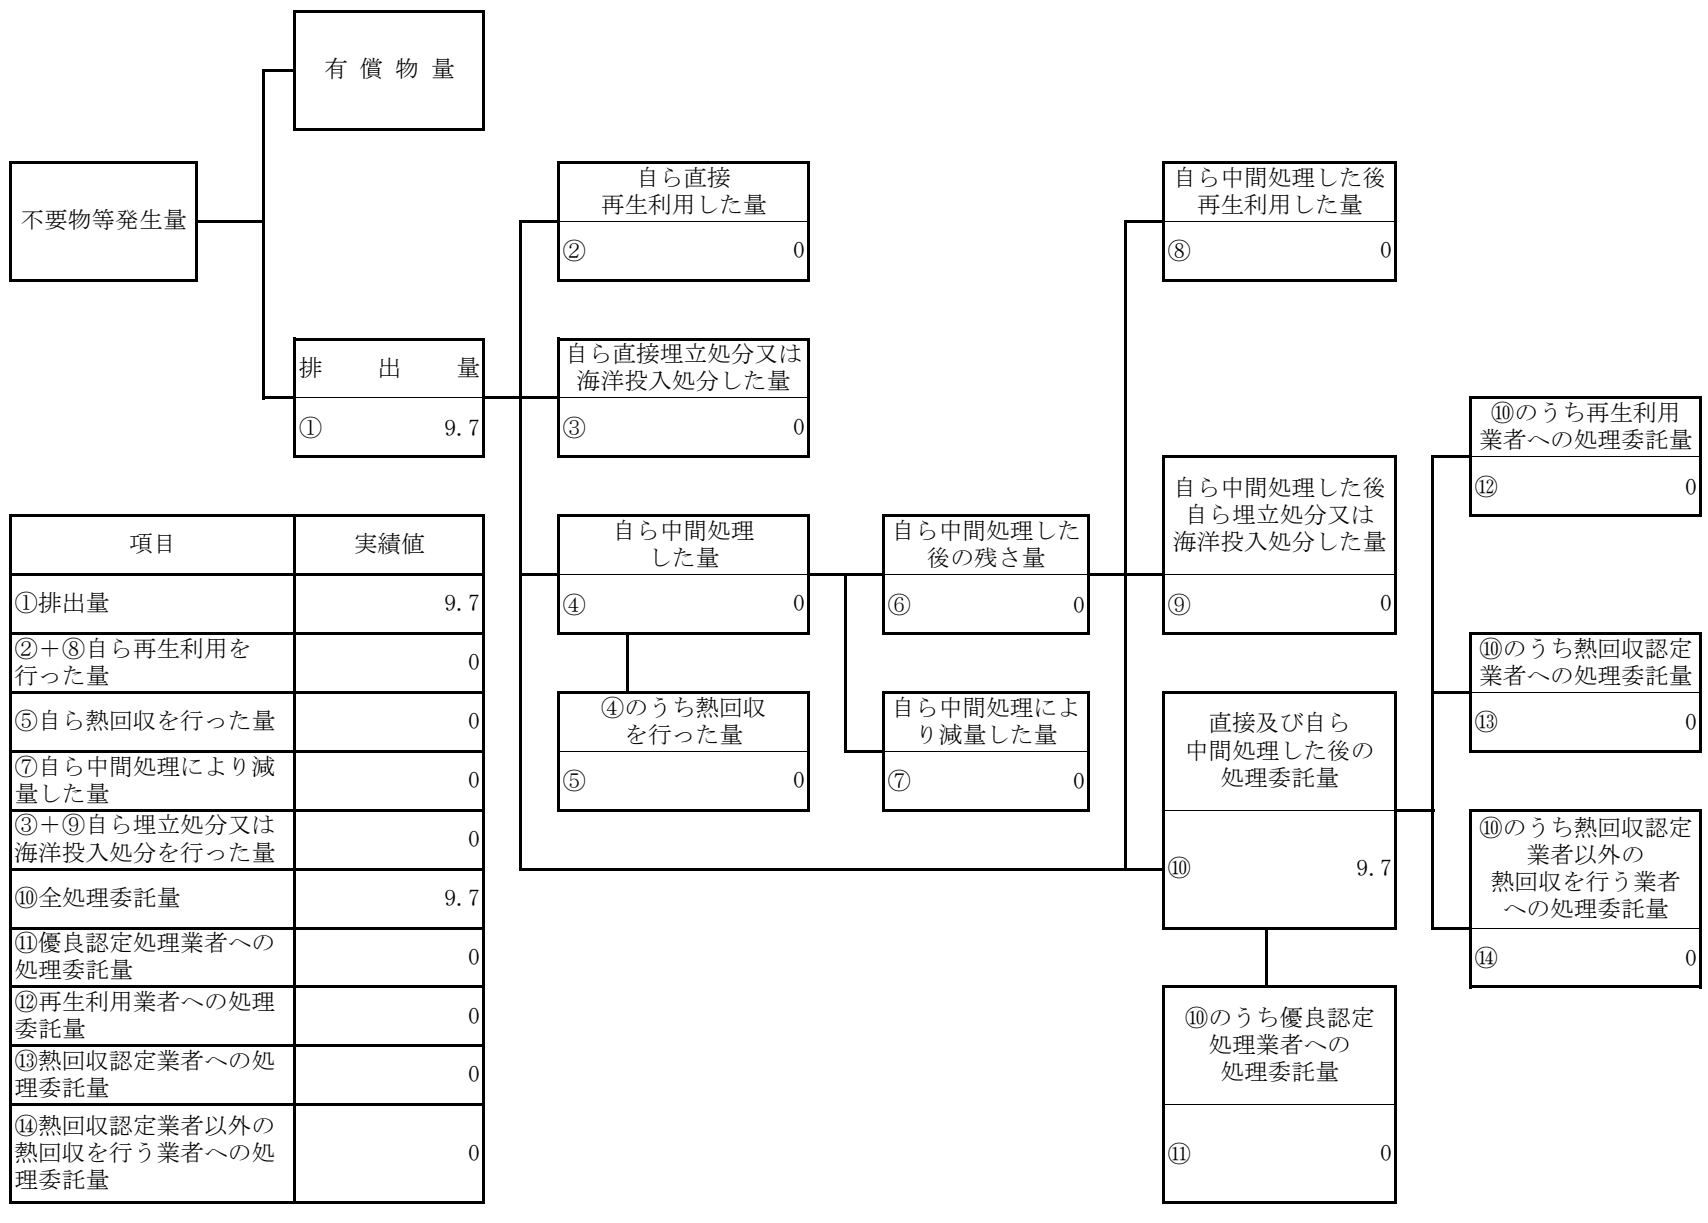 有償物量
不要物等発生量
自ら直接
再生利用した量
② 0
自ら中間処理した後
再生利用した量
⑧ 0
排出量
① 9.7
自ら直接埋立処分又は
海洋投入処分した量
③ 0
⑩のうち再生利用
業者への処理委託量
⑫ 0
自ら中間処理した後
自ら埋立処分又は
海洋投入処分した量
⑨ 0
自ら中間処理
した量
④ 0
自ら中間処理した
後の残さ量
⑥ 0
⑩のうち熱回収認定
業者への処理委託量
⑬ 0
④のうち熱回収
を行った量
⑤ 0
自ら中間処理によ
り減量した量
⑦ 0
直接及び自ら
中間処理した後の
処理委託量
⑩ 9.7
⑩のうち熱回収認定
業者以外の
熱回収を行う業者
への処理委託量
⑭ 0
⑩のうち優良認定
処理業者への
処理委託量
⑪ 0
項目 実績値
①排出量 9.7
②+⑧自ら再生利用を
行った量 0
⑤自ら熱回収を行った量 0
⑦自ら中間処理により減
量した量 0
③+⑨自ら埋立処分又は
海洋投入処分を行った量 0
⑩全処理委託量 9.7
⑪優良認定処理業者への
処理委託量 0
⑫再生利用業者への処理
委託量 0
⑬熱回収認定業者への処
理委託量 0
⑭熱回収認定業者以外の
熱回収を行う業者への処
理委託量 0